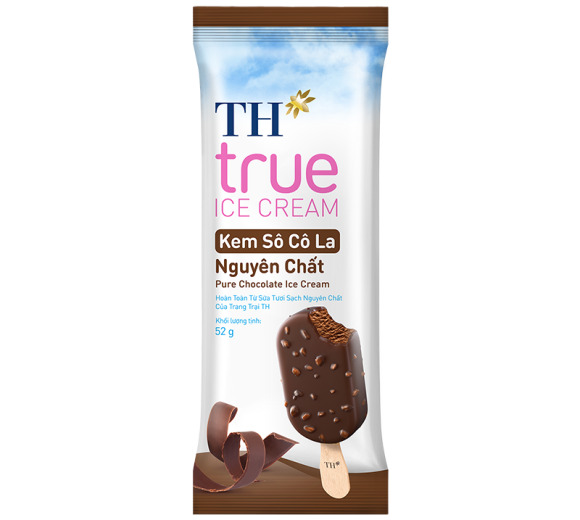 TH
true
ICE CREAM
Kem Sô Cô La
Nguyên Chất
Pure Chocolate Ice Cream
Hoàn Toàn Từ Sữa Tươi Sạch Nguyên Chất
Của Trang Trại TH
Khối lượng tịnh:
52 g
TH